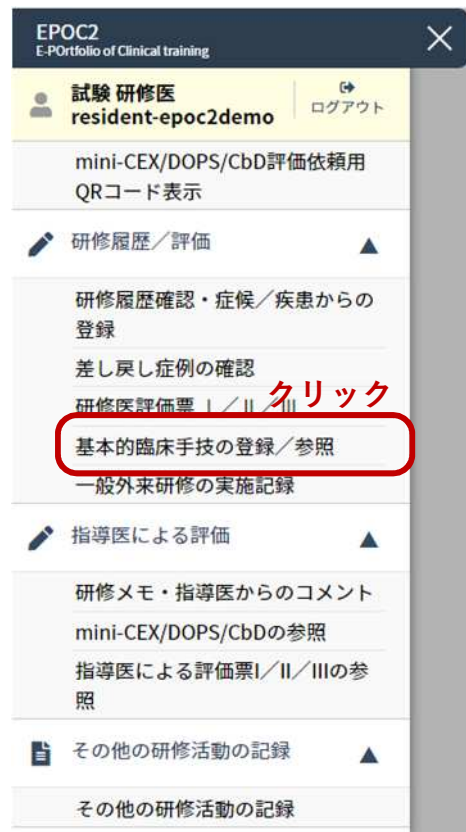 EPOC2
E-POrtfolio of Clinical training
試験 研修医
resident-epoc2demo
ログアウト
mini-CEX/DOPS/CbD評価依頼用
QRコード表示
研修履歴／評価
研修履歴確認・症候／疾患からの
登録
差し戻し症例の確認
研修医評価票 Ⅰ／Ⅱ／Ⅲ
クリック
基本的臨床手技の登録／参照
一般外来研修の実施記録
指導医による評価
研修メモ・指導医からのコメント
mini-CEX/DOPS/CbDの参照
指導医による評価票I／II／IIIの参
照
その他の研修活動の記録
その他の研修活動の記録